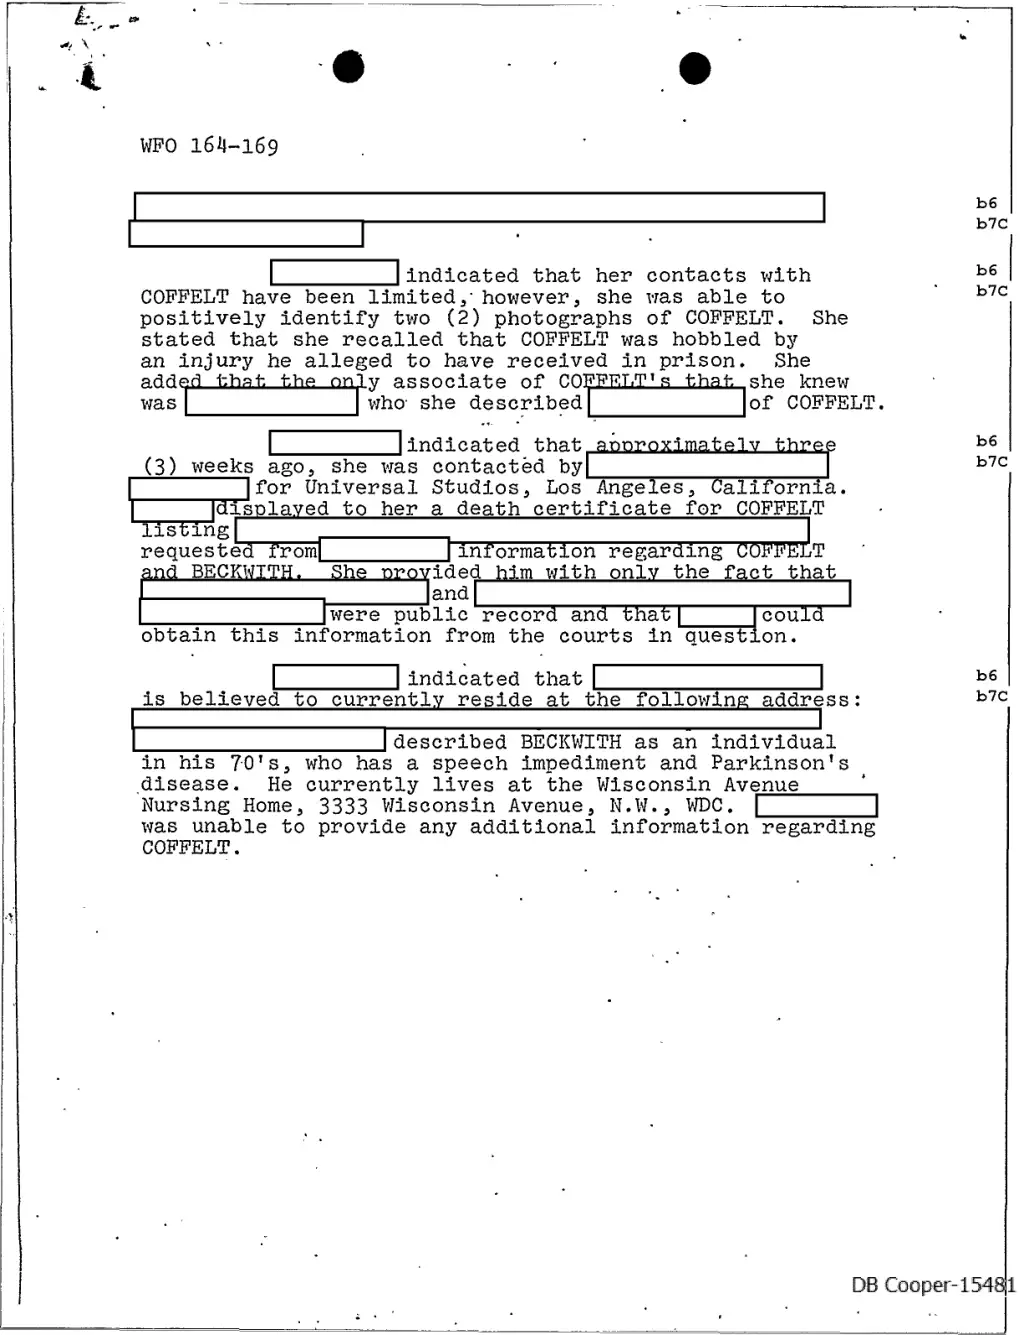 WFO 164-169
b6
b7C
indicated that her contacts with
b6
COFFELT have been limited, however, she was able to
b7C
positively identify two (2) photographs of COFFELT. She
stated that she recalled that COFFELT was hobbled by
an injury he alleged to have received in prison. She
added that the only associate of COFFELT's that she knew
was who she described of COFFELT.
indicated that approximately three
b6
(3) weeks ago, she was contacted by
b7C
for Universal Studios, Los Angeles, California.
displayed to her a death certificate for COFFELT
listing
requested from information regarding COFFELT
and BECKWITH. She provided him with only the fact that
and
were public record and that could
obtain this information from the courts in question.
indicated that
b6
is believed to currently reside at the following address:
b7C
described BECKWITH as an individual
in his 70's, who has a speech impediment and Parkinson's
disease. He currently lives at the Wisconsin Avenue
Nursing Home, 3333 Wisconsin Avenue, N.W., WDC.
was unable to provide any additional information regarding
COFFELT.
DB Cooper-15481